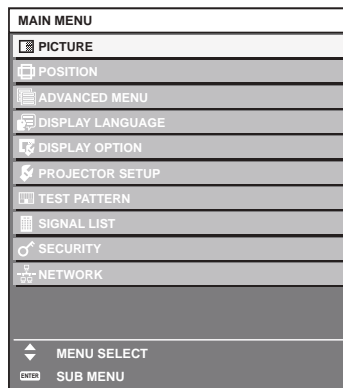 MAIN MENU
PICTURE
POSITION
ADVANCED MENU
DISPLAY LANGUAGE
DISPLAY OPTION
PROJECTOR SETUP
TEST PATTERN
SIGNAL LIST
SECURITY
NETWORK
MENU SELECT
ENTER SUB MENU